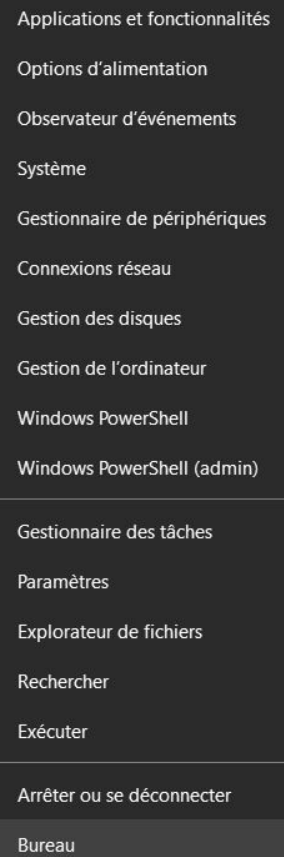 Applications et fonctionnalités
Options d’alimentation
Observateur d’événements
Système
Gestionnaire de périphériques
Connexions réseau
Gestion des disques
Gestion de l’ordinateur
Windows PowerShell
Windows PowerShell (admin)
Gestionnaire des tâches
Paramètres
Explorateur de fichiers
Rechercher
Exécuter
Arrêter ou se déconnecter
Bureau